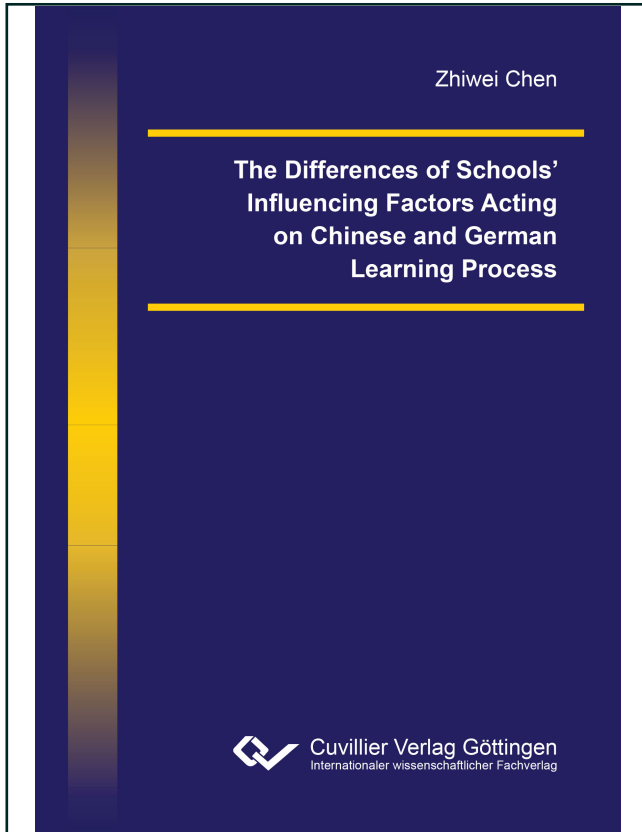 Zhiwei Chen
The Differences of Schools’
Influencing Factors Acting
on Chinese and German
Learning Process
Cuvillier Verlag Göttingen
Internationaler wissenschaftlicher Fachverlag